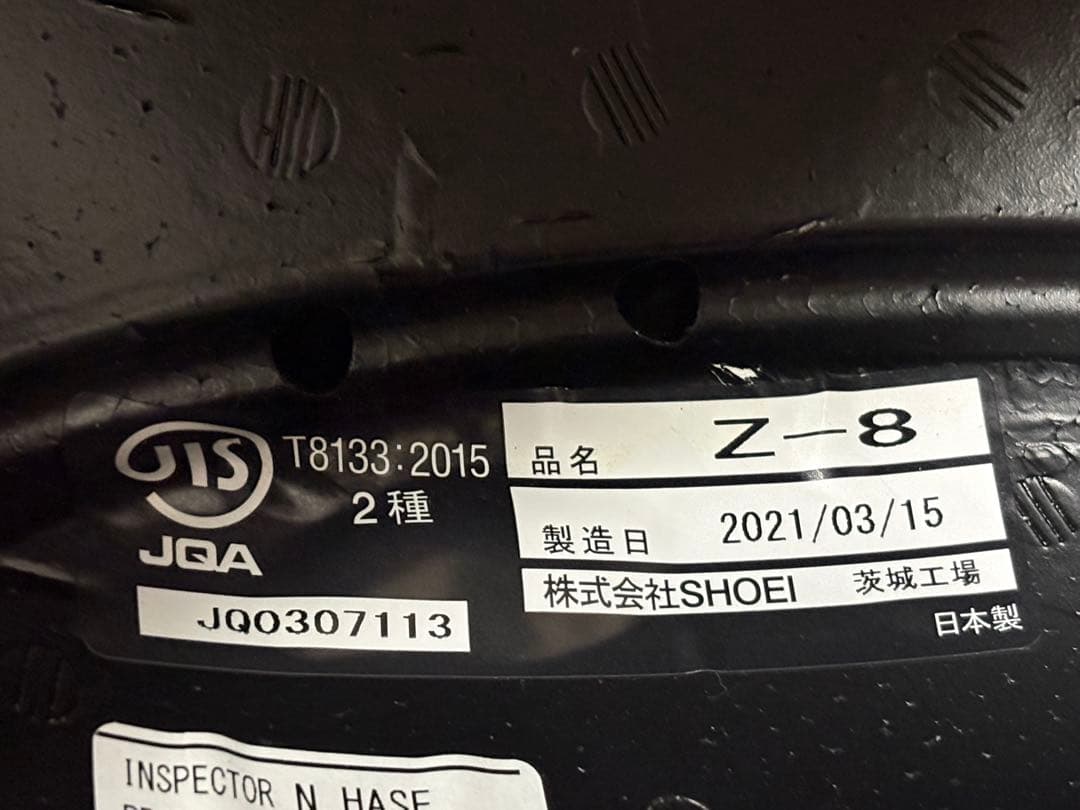 JIS
T8133:2015
2種
JQA
JQ0307113
品名 Z-8
製造日 2021/03/15
株式会社SHOEI 茨城工場
日本製
INSPECTOR N HASE